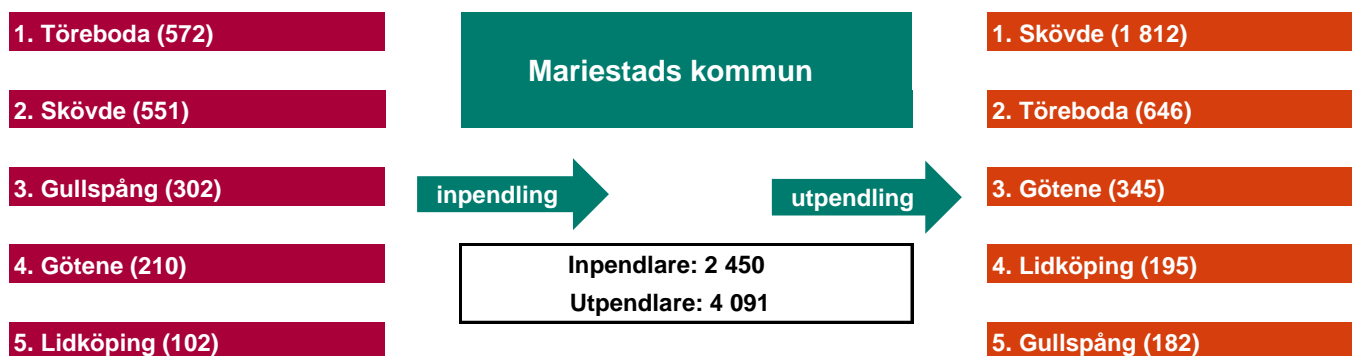 1. Töreboda (572)
2. Skövde (551)
3. Gullspång (302)
4. Götene (210)
5. Lidköping (102)
Mariestads kommun
inpendling
utpendling
Inpendlare: 2 450
Utpendlare: 4 091
1. Skövde (1 812)
2. Töreboda (646)
3. Götene (345)
4. Lidköping (195)
5. Gullspång (182)